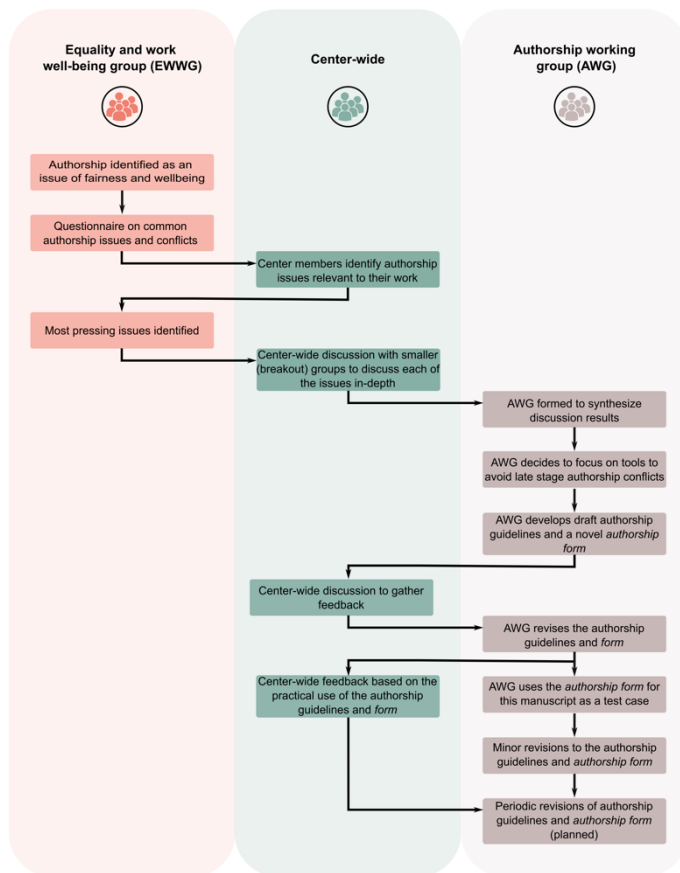 Equality and work
well-being group (EWWG)
Center-wide
Authorship working
group (AWG)
Authorship identified as an
issue of fairness and wellbeing
Questionnaire on common
authorship issues and conflicts
Center members identify authorship
issues relevant to their work
Most pressing issues identified
Center-wide discussion with smaller
(breakout) groups to discuss each of
the issues in-depth
AWG formed to synthesize
discussion results
AWG decides to focus on tools to
avoid late stage authorship conflicts
AWG develops draft authorship
guidelines and a novel authorship
form
Center-wide discussion to gather
feedback
AWG revises the authorship
guidelines and form
Center-wide feedback based on the
practical use of the authorship
guidelines and form
AWG uses the authorship form for
this manuscript as a test case
Minor revisions to the authorship
guidelines and authorship form
Periodic revisions of authorship
guidelines and authorship form
(planned)